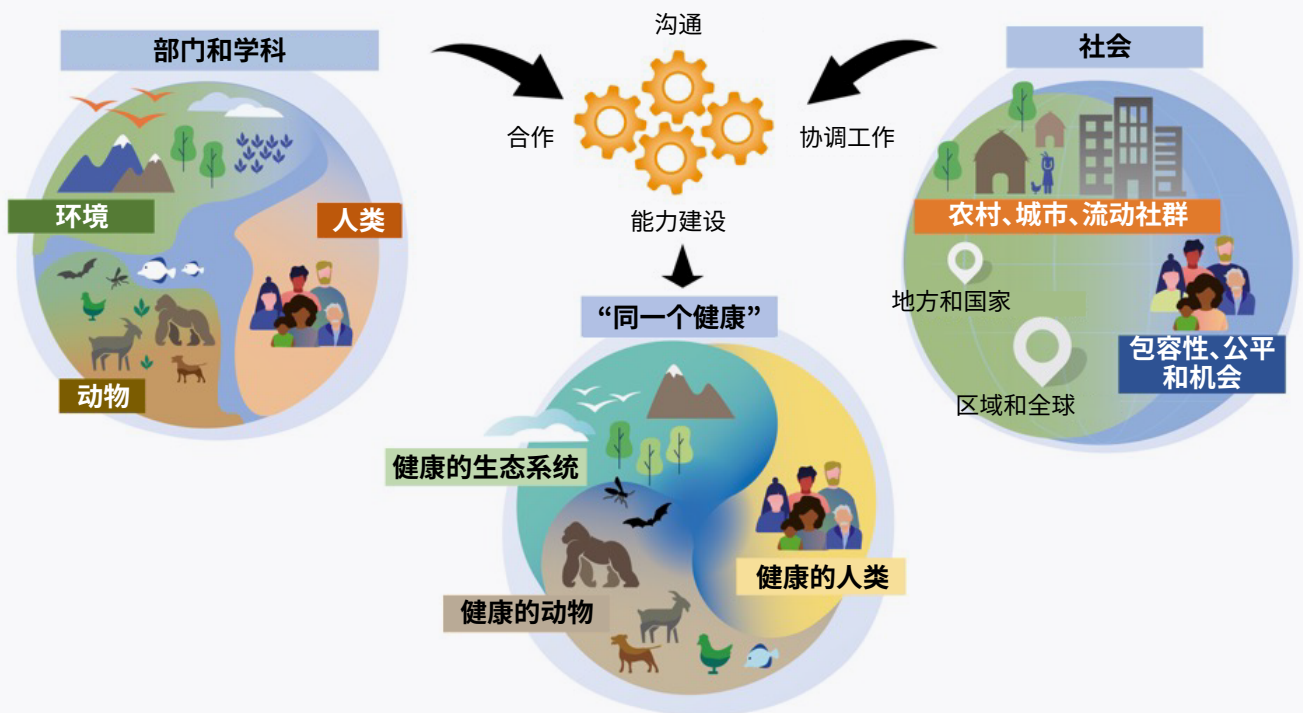 沟通
部门和学科
社会
合作
协调工作
环境
人类
农村、城市、流动社群
能力建设
地方和国家
“同一个健康”
包容性、公平
和机会
动物
区域和全球
健康的生态系统
健康的人类
健康的动物